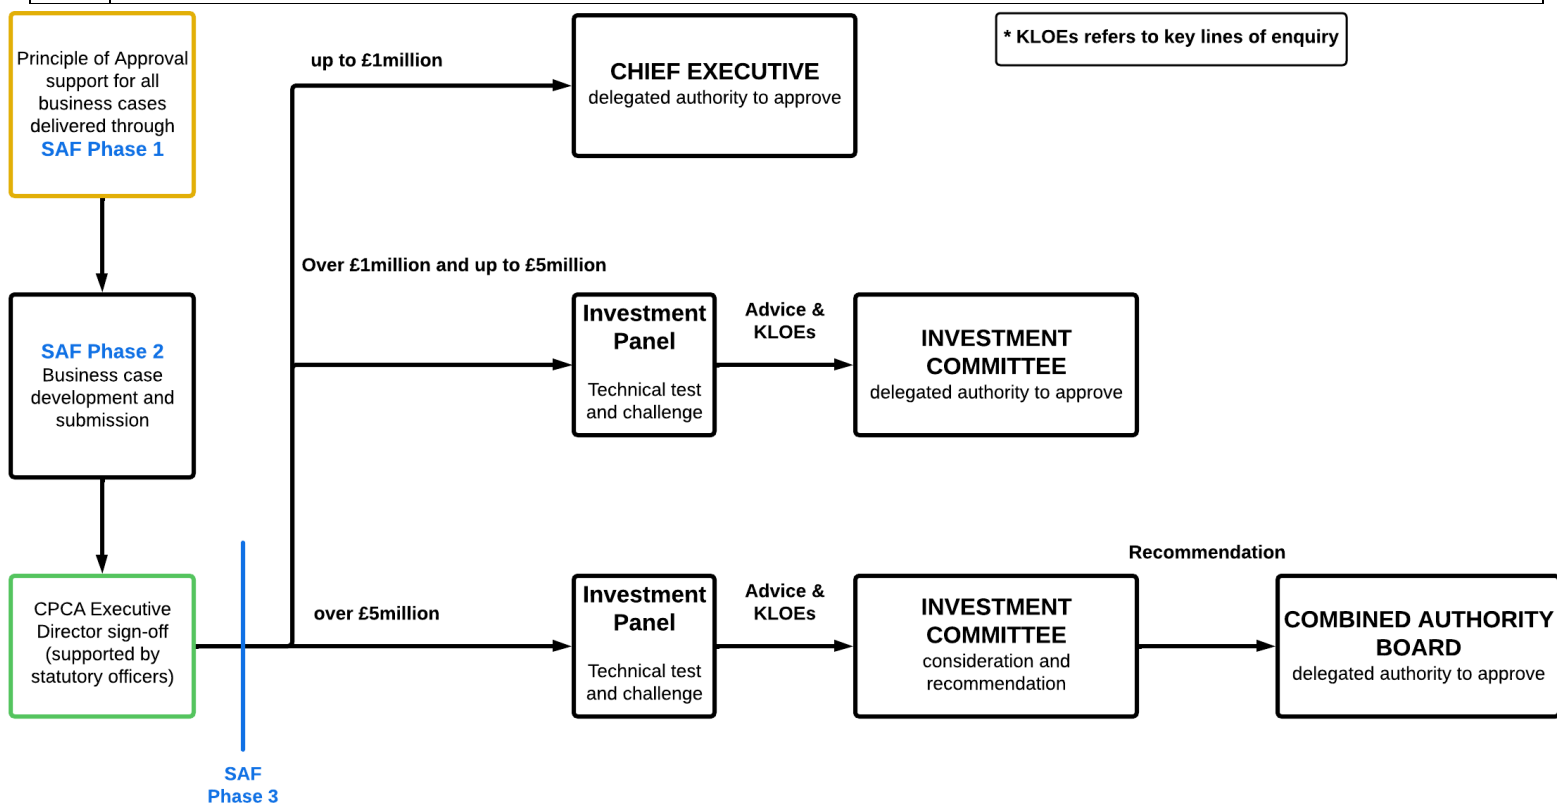 Principle of Approval
support for all
business cases
delivered through
SAF Phase 1
up to £1million
CHIEF EXECUTIVE
delegated authority to approve
* KLOEs refers to key lines of enquiry
Over £1million and up to £5million
SAF Phase 2
Business case
development and
submission
Investment
Panel
Technical test
and challenge
Advice &
KLOEs
INVESTMENT
COMMITTEE
delegated authority to approve
CPCA Executive
Director sign-off
(supported by
statutory officers)
SAF
Phase 3
over £5million
Investment
Panel
Technical test
and challenge
Advice &
KLOEs
INVESTMENT
COMMITTEE
consideration and
recommendation
Recommendation
COMBINED AUTHORITY
BOARD
delegated authority to approve